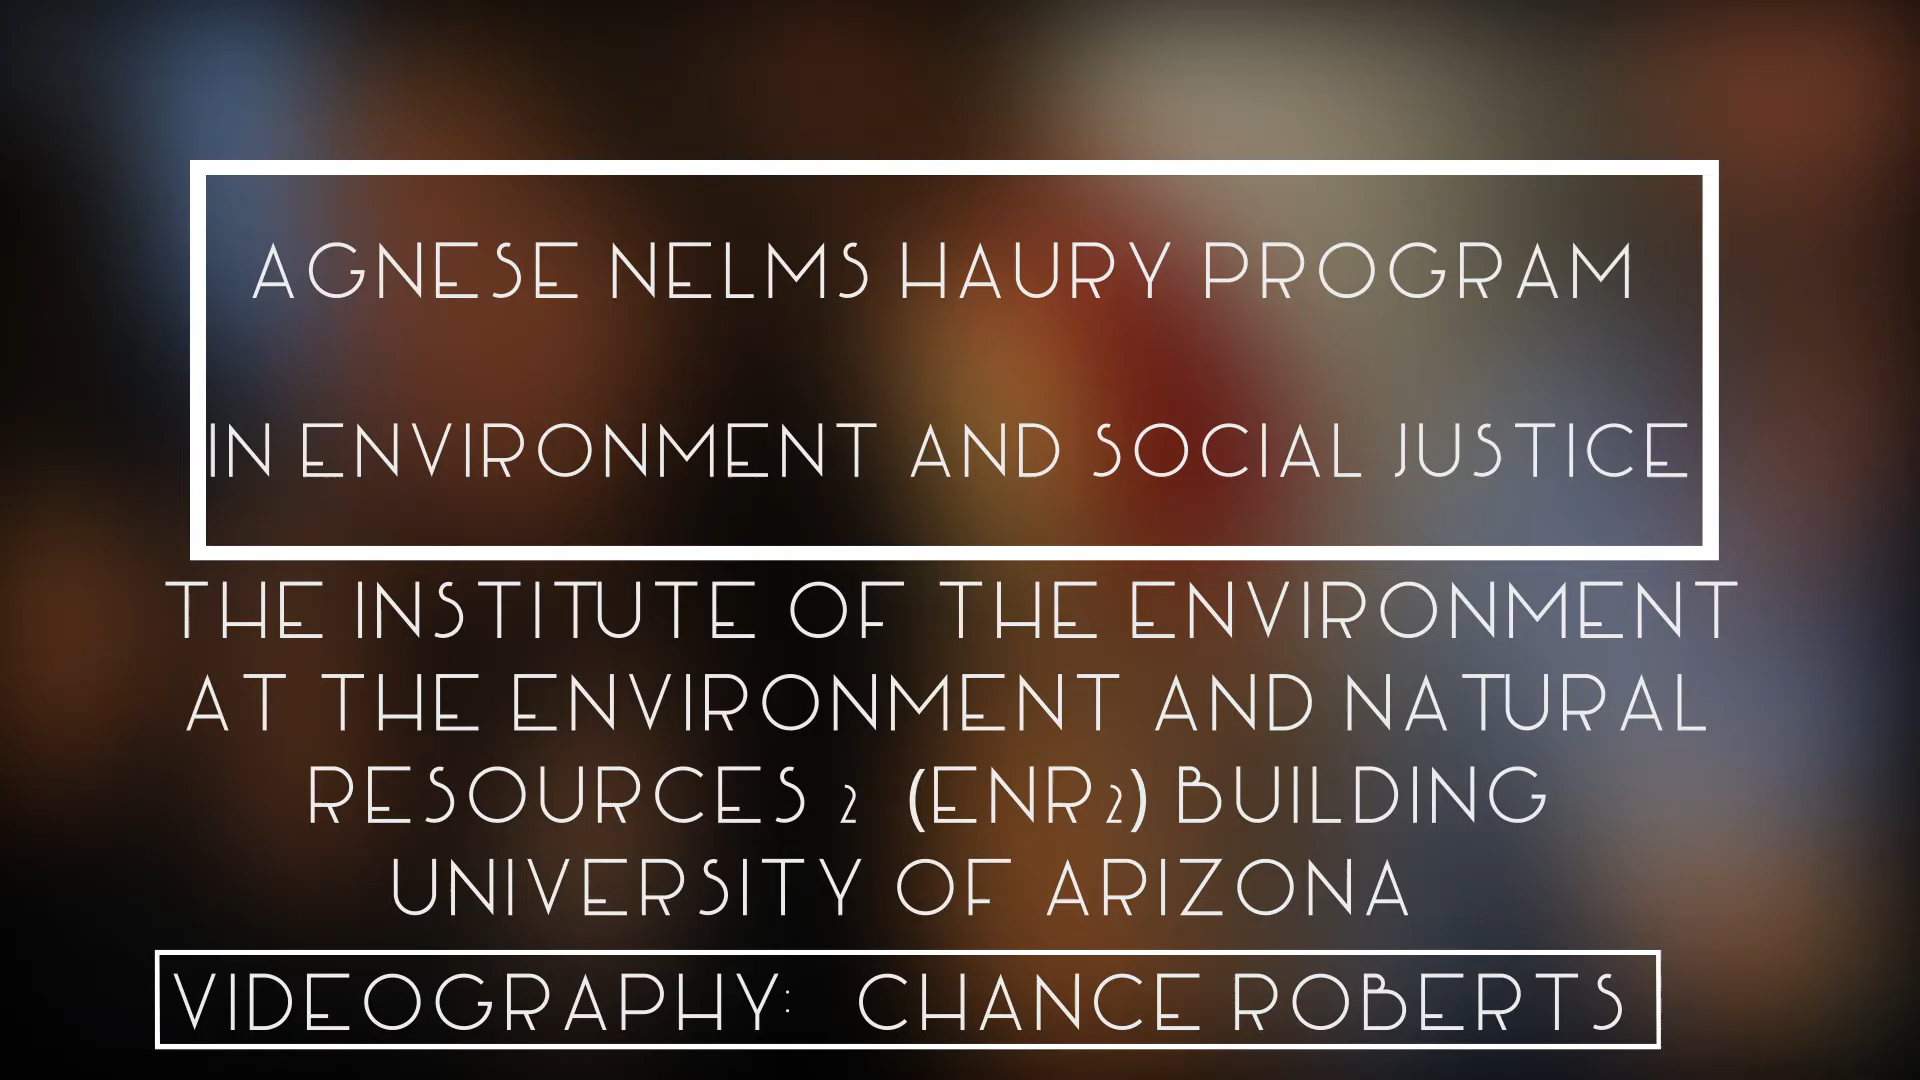 AGNESE NELMS HAURY PROGRAM
IN ENVIRONMENT AND SOCIAL JUSTICE
THE INSTITUTE OF THE ENVIRONMENT
AT THE ENVIRONMENT AND NATURAL
RESOURCES 2 (ENR2) BUILDING
UNIVERSITY OF ARIZONA
VIDEOGRAPHY: CHANCE ROBERTS